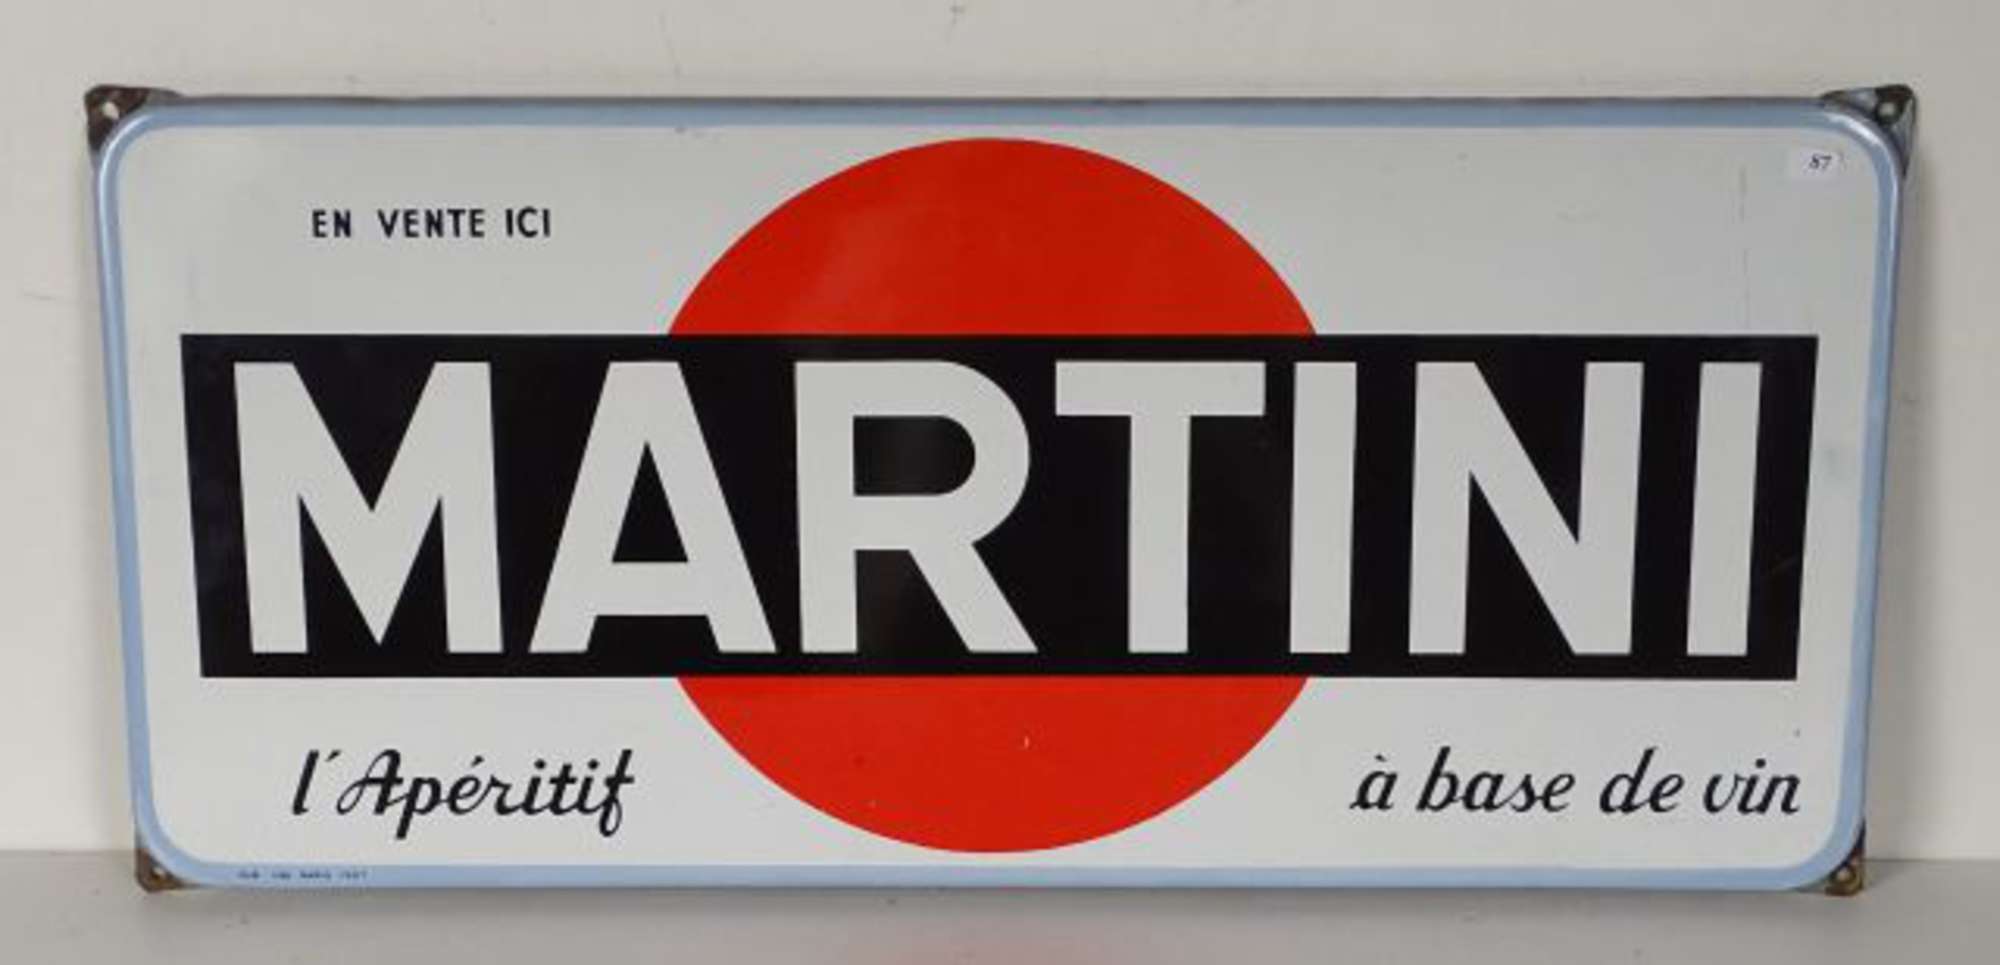 EN VENTE ICI
87
MARTINI
l'Apéritif
à base de vin